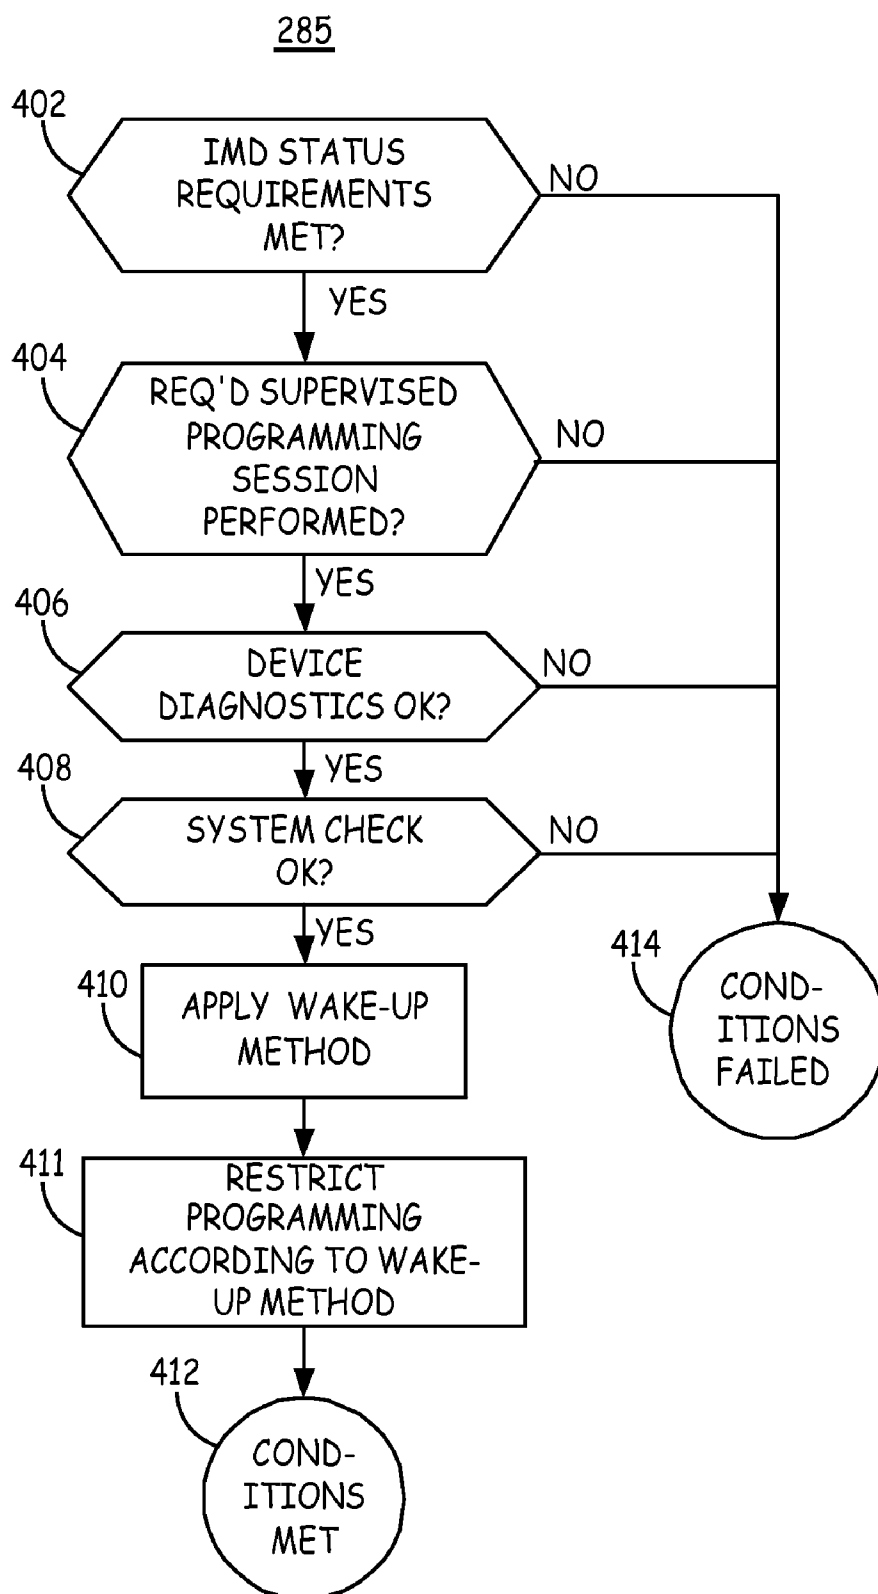 285
402
IMD STATUS
REQUIREMENTS
MET?
NO
YES
404
REQ'D SUPERVISED
PROGRAMMING
SESSION
PERFORMED?
NO
YES
406
DEVICE
DIAGNOSTICS OK?
NO
YES
408
SYSTEM CHECK
OK?
NO
YES
410
APPLY WAKE-UP
METHOD
414
COND-
ITIONS
FAILED
411
RESTRICT
PROGRAMMING
ACCORDING TO WAKE-
UP METHOD
412
COND-
ITIONS
MET